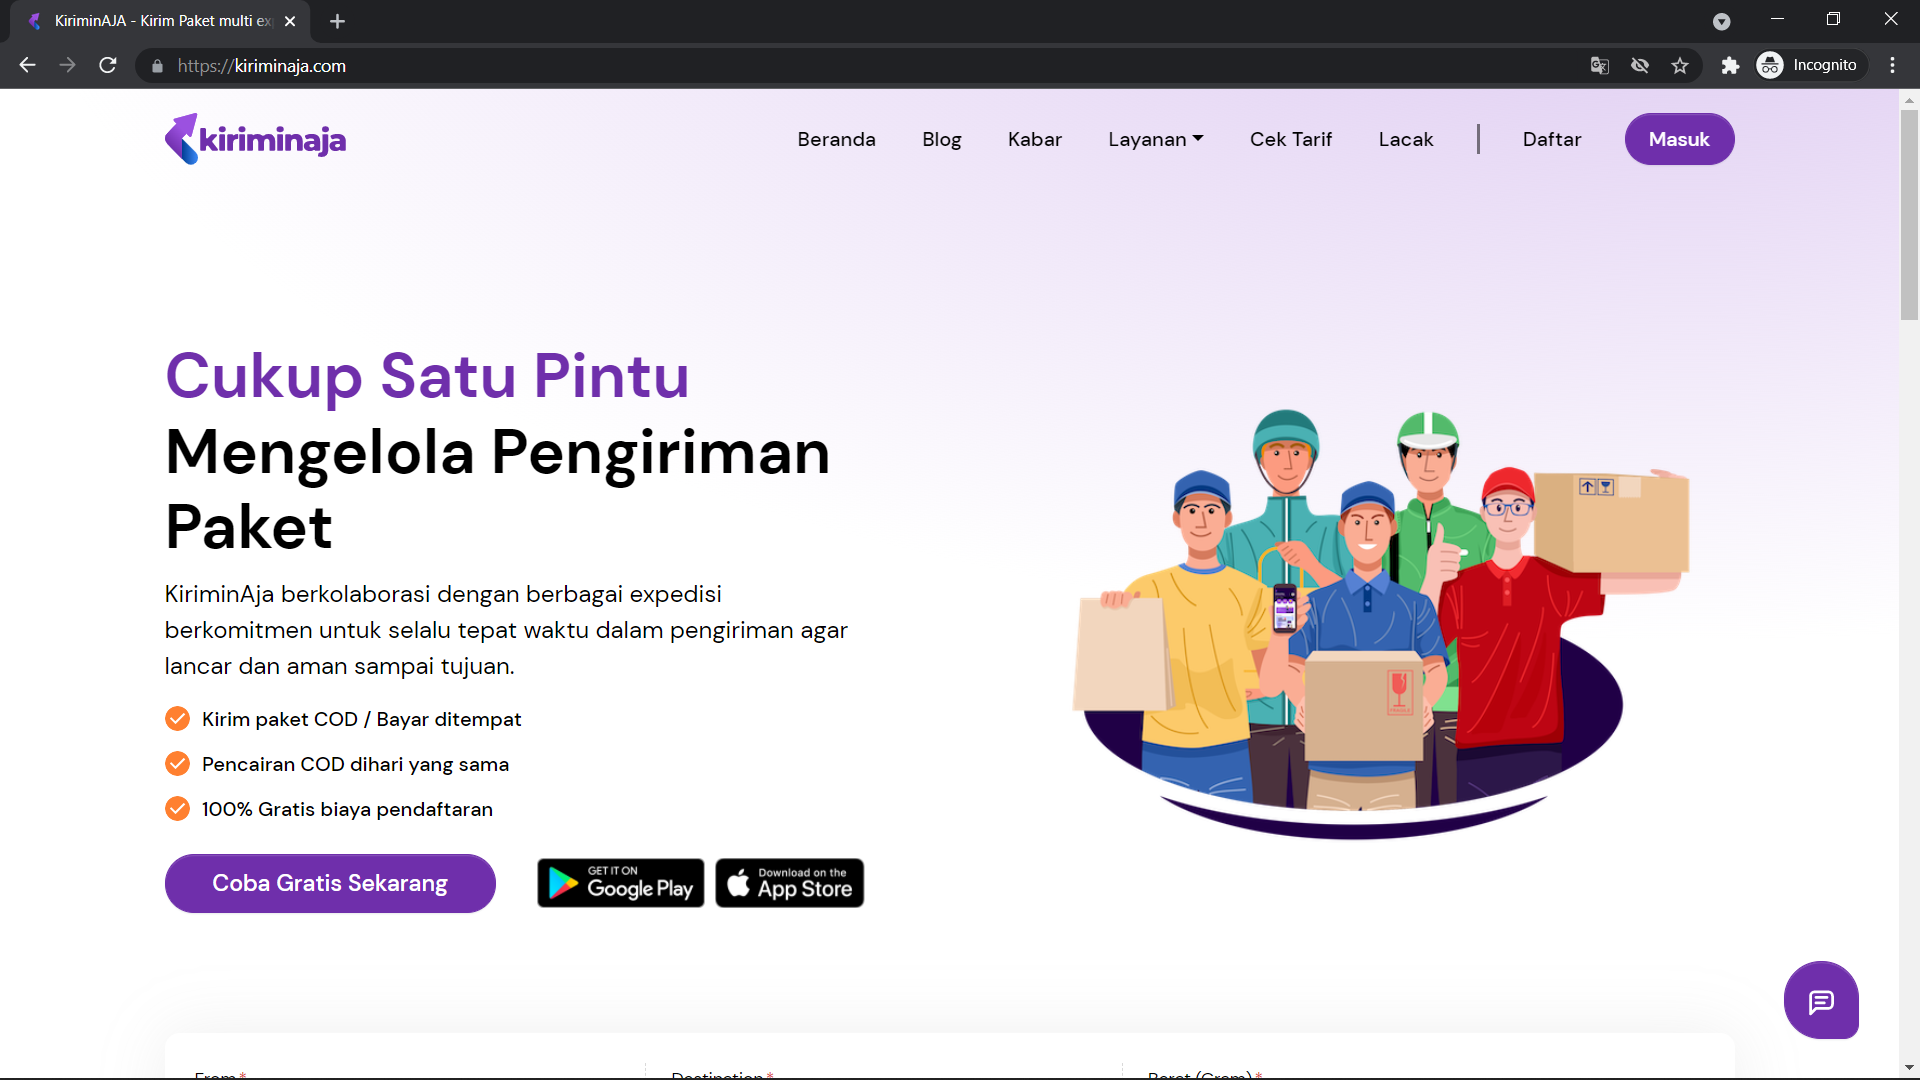 KiriminAJA - Kirim Paket multi ex
https://kiriminaja.com
Incognito
kiriminaja
Beranda
Blog
Kabar
Layanan
Cek Tarif
Lacak
Daftar
Masuk
Cukup Satu Pintu
Mengelola Pengiriman
Paket
KiriminAja berkolaborasi dengan berbagai expedisi
berkomitmen untuk selalu tepat waktu dalam pengiriman agar
lancar dan aman sampai tujuan.
Kirim paket COD / Bayar ditempat
Pencairan COD dihari yang sama
100% Gratis biaya pendaftaran
Coba Gratis Sekarang
GET IT ON
Google Play
Download on the
App Store
From*
Destination*
Berat (Gram)*